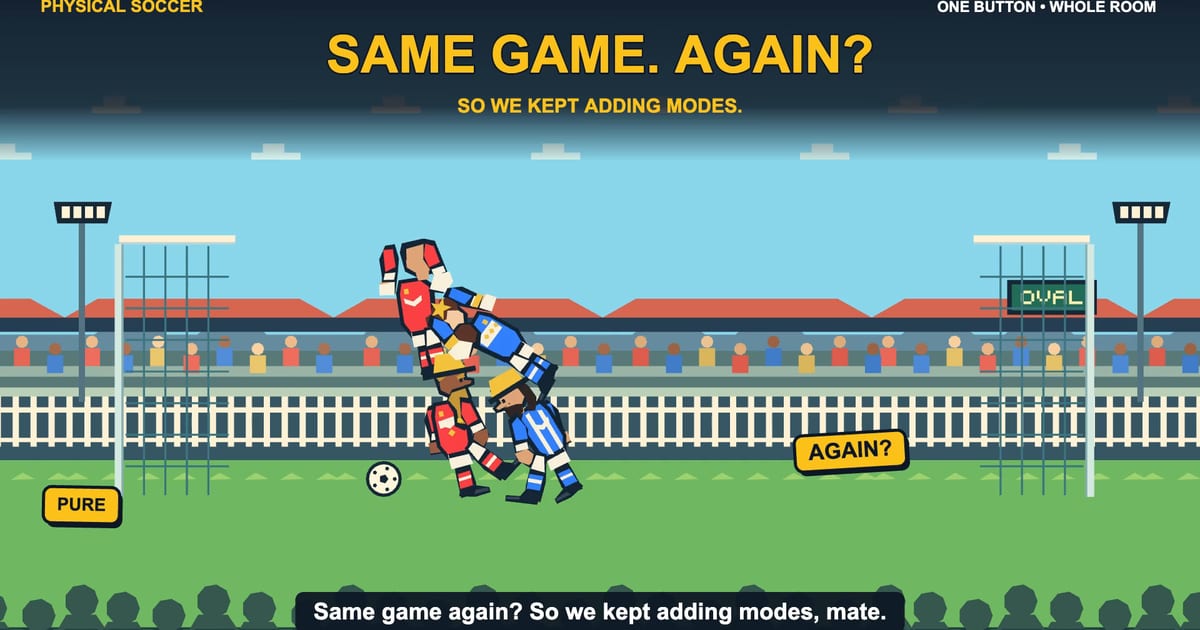 PHYSICAL SOCCER
ONE BUTTON • WHOLE ROOM
SAME GAME. AGAIN?
SO WE KEPT ADDING MODES.
OVAL
AGAIN?
PURE
Same game again? So we kept adding modes, mate.